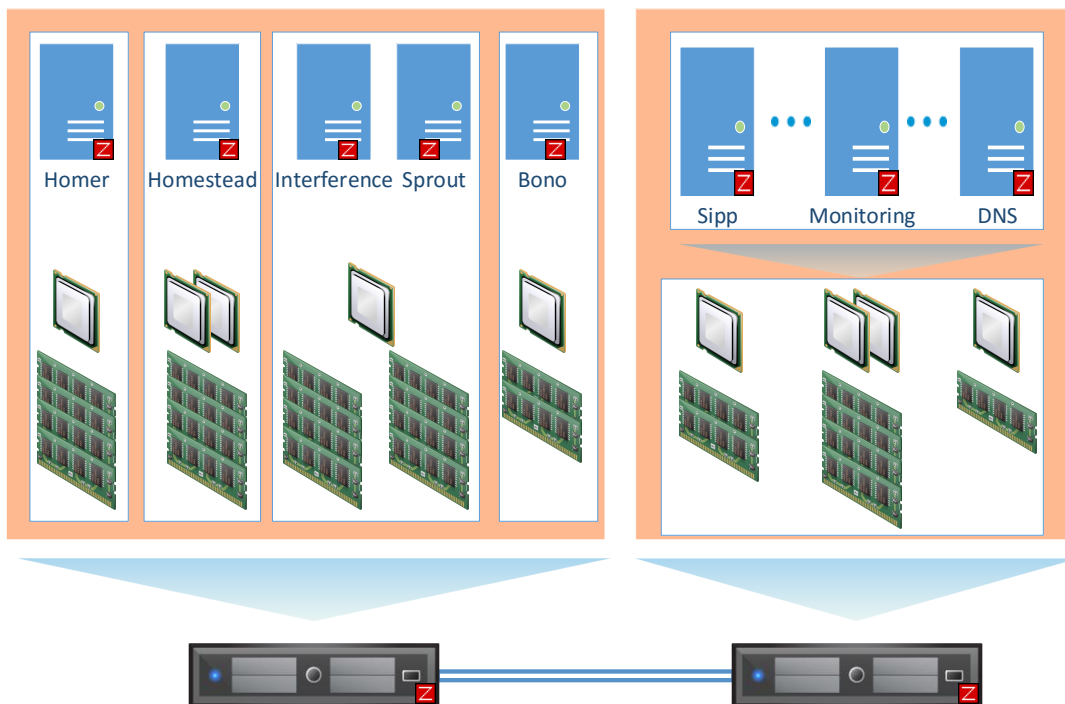 Homer
Homestead
Interference
Sprout
Bono
Sipp
Monitoring
DNS
Z
Z
Z
Z
Z
Z
Z
Z
Z
Z